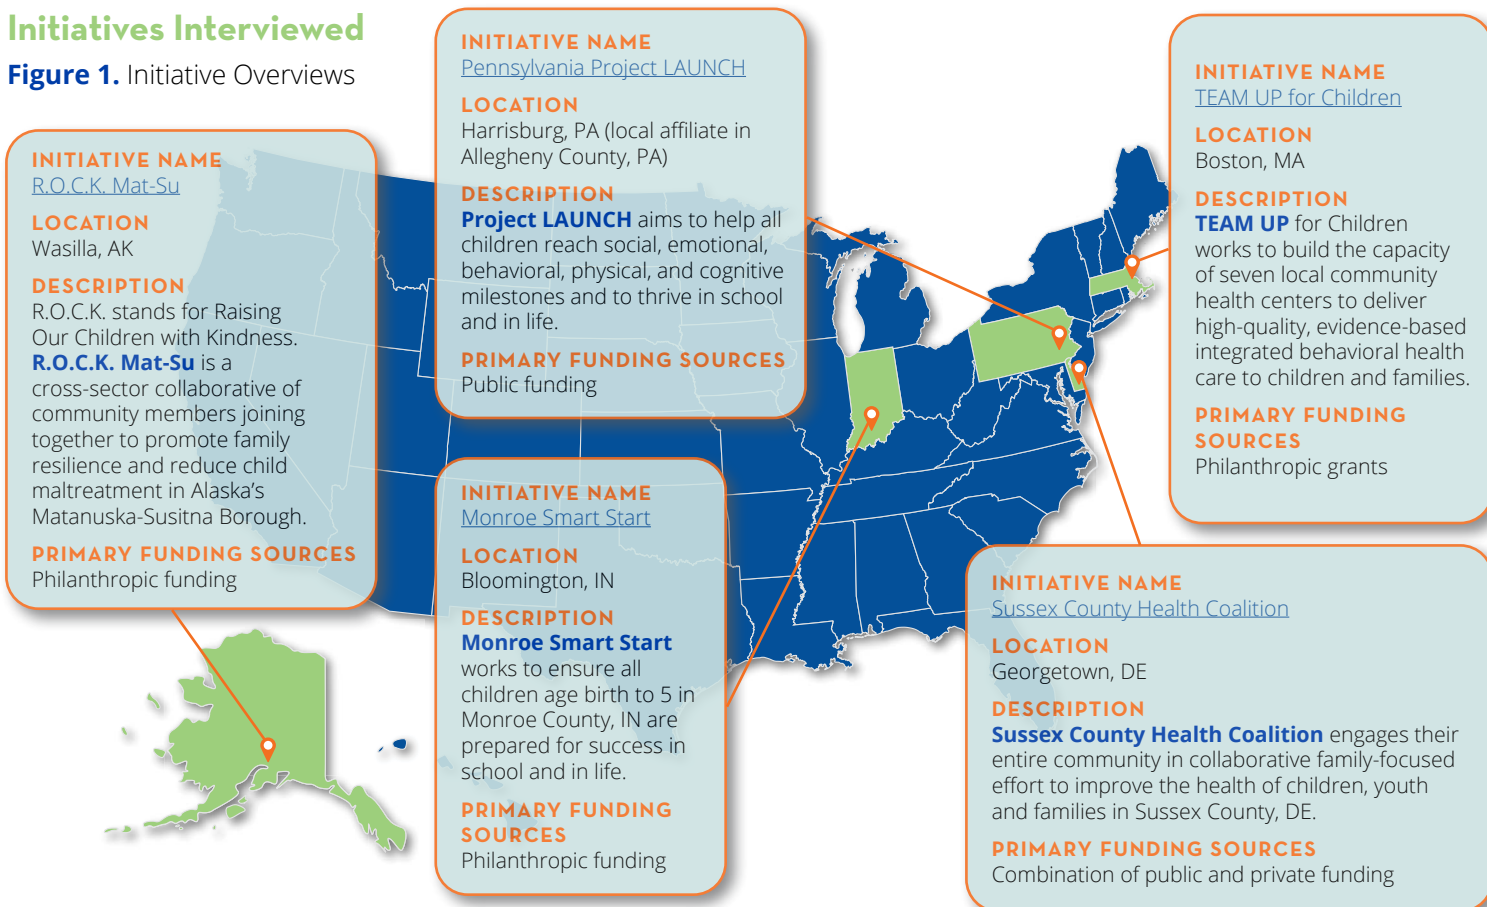 Initiatives Interviewed
Figure 1. Initiative Overviews
INITIATIVE NAME
R.O.C.K. Mat-Su
LOCATION
Wasilla, AK
DESCRIPTION
R.O.C.K. stands for Raising
Our Children with Kindness.
R.O.C.K. Mat-Su is a
cross-sector collaborative of
community members joining
together to promote family
resilience and reduce child
maltreatment in Alaska’s
Matanuska-Susitna Borough.
PRIMARY FUNDING SOURCES
Philanthropic funding
INITIATIVE NAME
Pennsylvania Project LAUNCH
LOCATION
Harrisburg, PA (local affiliate in
Allegheny County, PA)
DESCRIPTION
Project LAUNCH aims to help all
children reach social, emotional,
behavioral, physical, and cognitive
milestones and to thrive in school
and in life.
PRIMARY FUNDING SOURCES
Public funding
INITIATIVE NAME
Monroe Smart Start
LOCATION
Bloomington, IN
DESCRIPTION
Monroe Smart Start
works to ensure all
children age birth to 5 in
Monroe County, IN are
prepared for success in
school and in life.
PRIMARY FUNDING
SOURCES
Philanthropic funding
INITIATIVE NAME
TEAM UP for Children
LOCATION
Boston, MA
DESCRIPTION
TEAM UP for Children
works to build the capacity
of seven local community
health centers to deliver
high-quality, evidence-based
integrated behavioral health
care to children and families.
PRIMARY FUNDING
SOURCES
Philanthropic grants
INITIATIVE NAME
Sussex County Health Coalition
LOCATION
Georgetown, DE
DESCRIPTION
Sussex County Health Coalition engages their
entire community in collaborative family-focused
effort to improve the health of children, youth
and families in Sussex County, DE.
PRIMARY FUNDING SOURCES
Combination of public and private funding